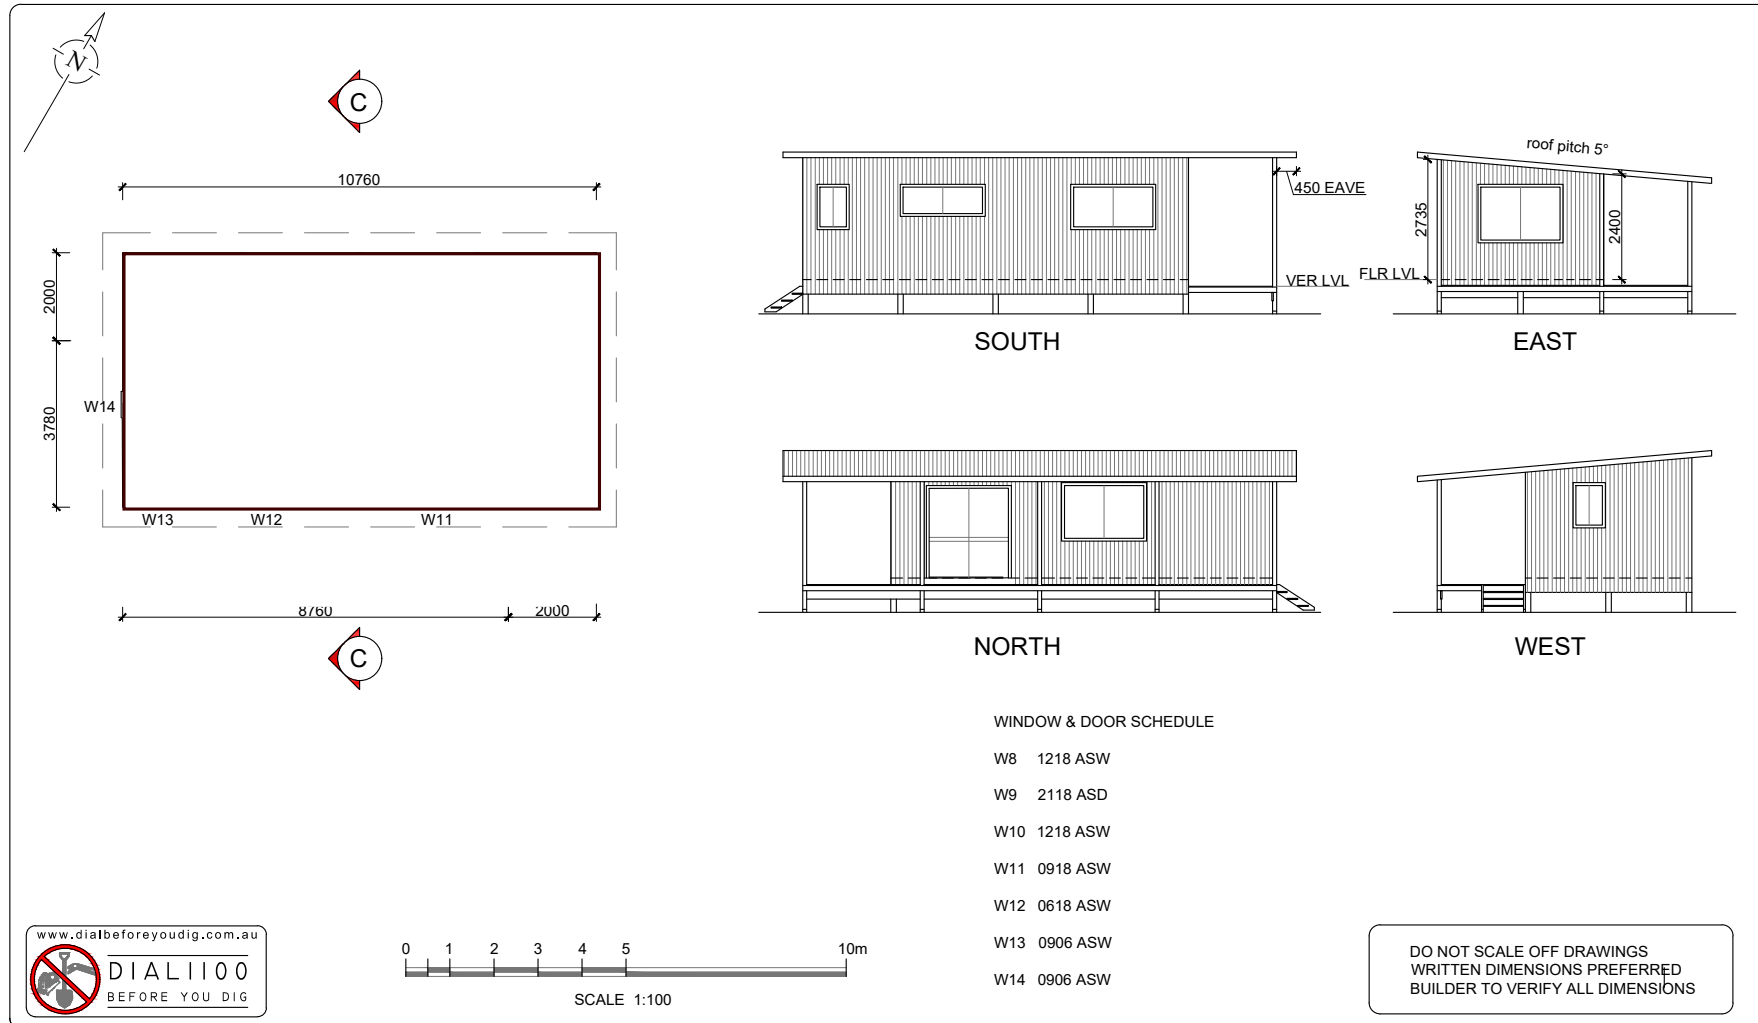 N
C
10760
2000
3780
W14
W13
W12
W11
8760
2000
C
450 EAVE
VER LVL
SOUTH
roof pitch 5°
2735
2400
FLR LVL
EAST
NORTH
WEST
WINDOW & DOOR SCHEDULE
W8 1218 ASW
W9 2118 ASD
W10 1218 ASW
W11 0918 ASW
W12 0618 ASW
W13 0906 ASW
W14 0906 ASW
www.dialbeforeyoudig.com.au
DIAL1100
BEFORE YOU DIG
0 1 2 3 4 5 10m
SCALE 1:100
DO NOT SCALE OFF DRAWINGS
WRITTEN DIMENSIONS PREFERRED
BUILDER TO VERIFY ALL DIMENSIONS